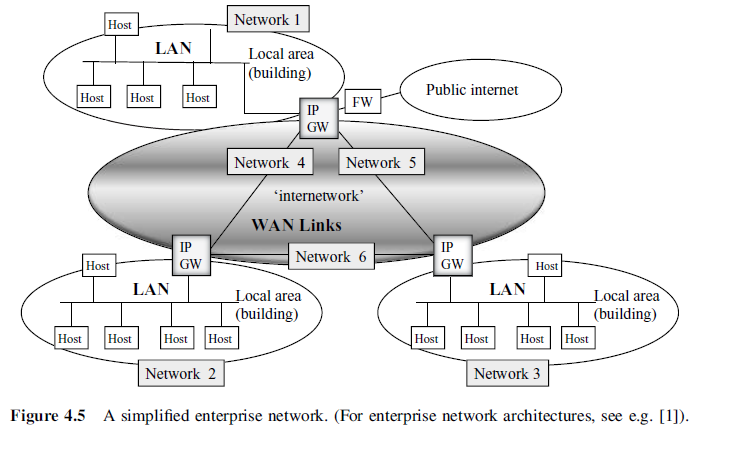 Host
Network 1
LAN
Local area
(building)
Host
Host
Host
Public internet
FW
IP
GW
Network 4
Network 5
‘internetwork’
WAN Links
IP
GW
Network 6
IP
GW
Host
LAN
Local area
(building)
Host
Host
Host
Host
Network 2
Host
LAN
Local area
(building)
Host
Host
Host
Host
Network 3
Figure 4.5 A simplified enterprise network. (For enterprise network architectures, see e.g. [1]).